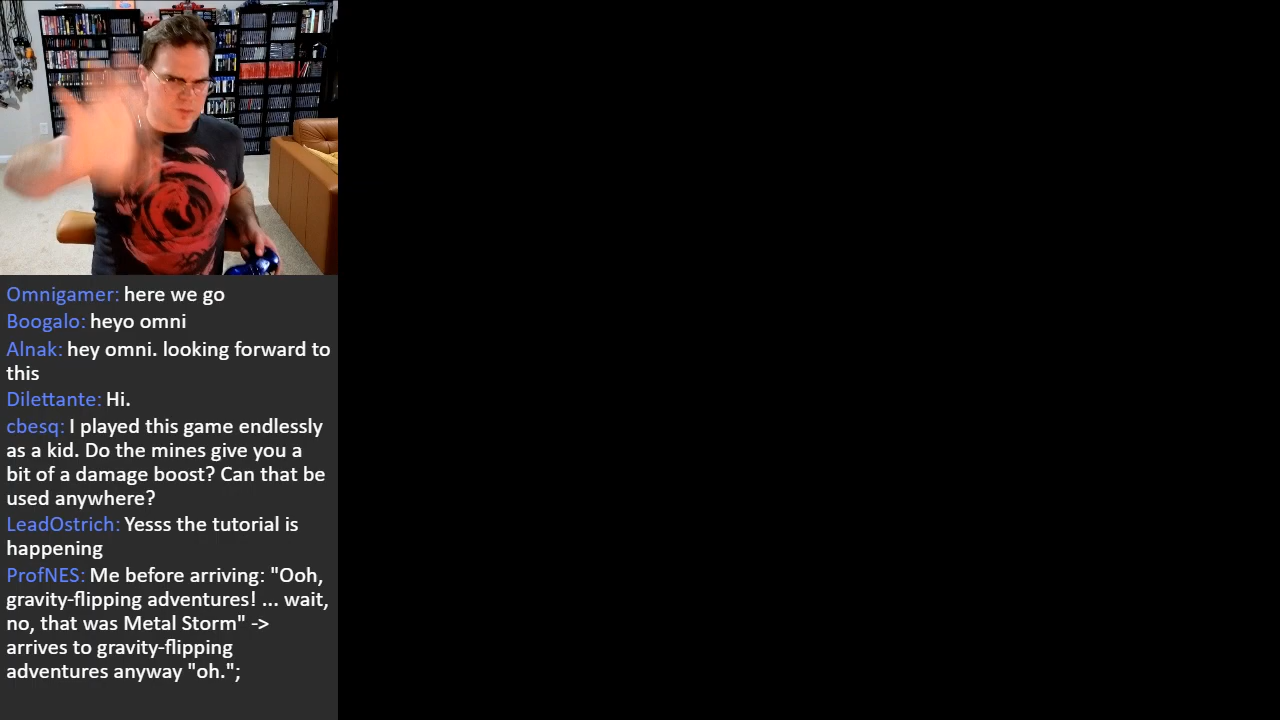 Omnigamer: here we go
Boogalo: heyo omni
Alnak: hey omni. looking forward to
this
Dilettante: Hi.
cbesq: I played this game endlessly
as a kid. Do the mines give you a
bit of a damage boost? Can that be
used anywhere?
LeadOstrich: Yesss the tutorial is
happening
ProfNES: Me before arriving: "Ooh,
gravity-flipping adventures! ... wait,
no, that was Metal Storm" ->
arrives to gravity-flipping
adventures anyway "oh.";